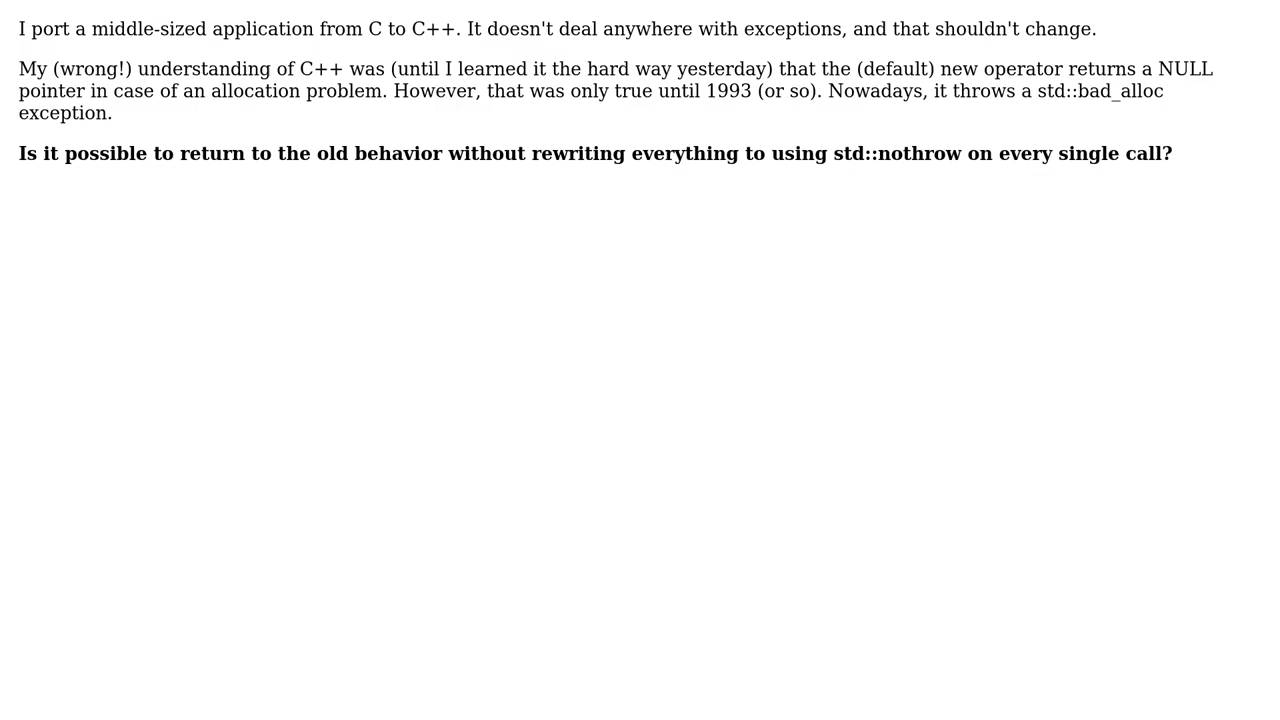 I port a middle-sized application from C to C++. It doesn't deal anywhere with exceptions, and that shouldn't change.
My (wrong!) understanding of C++ was (until I learned it the hard way yesterday) that the (default) new operator returns a NULL
pointer in case of an allocation problem. However, that was only true until 1993 (or so). Nowadays, it throws a std::bad_alloc
exception.
Is it possible to return to the old behavior without rewriting everything to using std::nothrow on every single call?